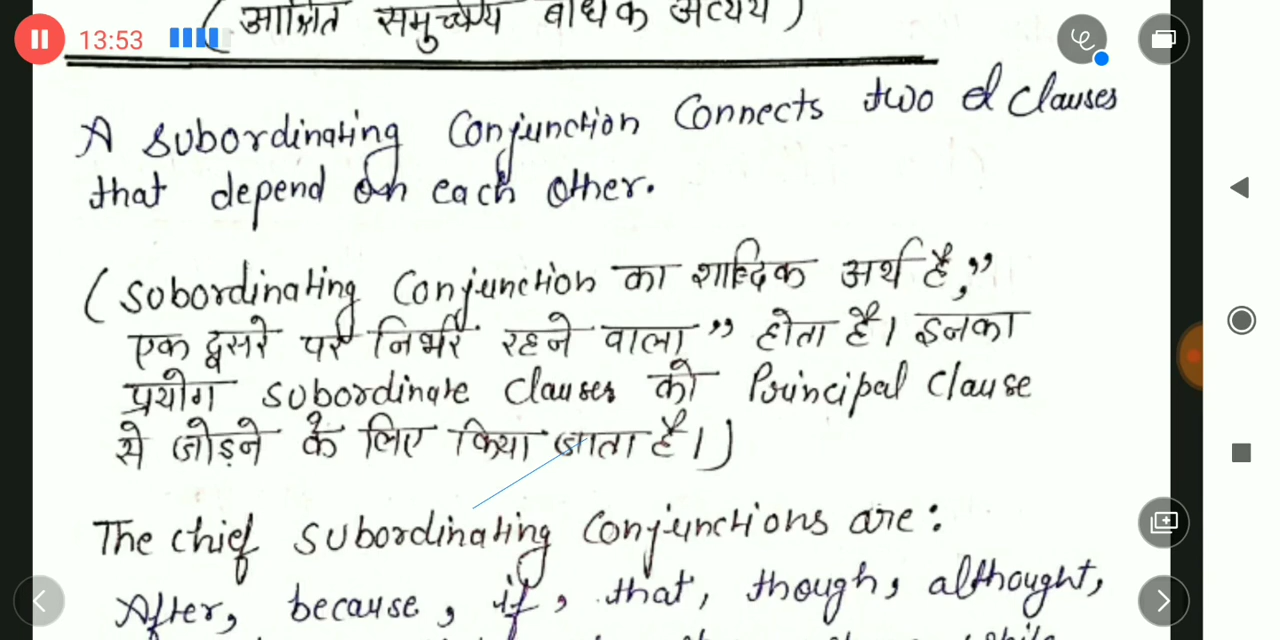 13:53
(आश्रित समुच्चय बोधक अव्यय)
A subordinating Conjunction Connects two Clauses
that depend on each other.
(Subordinating Conjunction का शाब्दिक अर्थ है,"
एक दूसरे पर निर्भर रहने वाला" होता है। इनका
प्रयोग subordinate clauses को Principal Clause
से जोड़ने के लिए किया जाता है।)
The chief subordinating Conjunctions are:
After, because, if, that, though, althought,